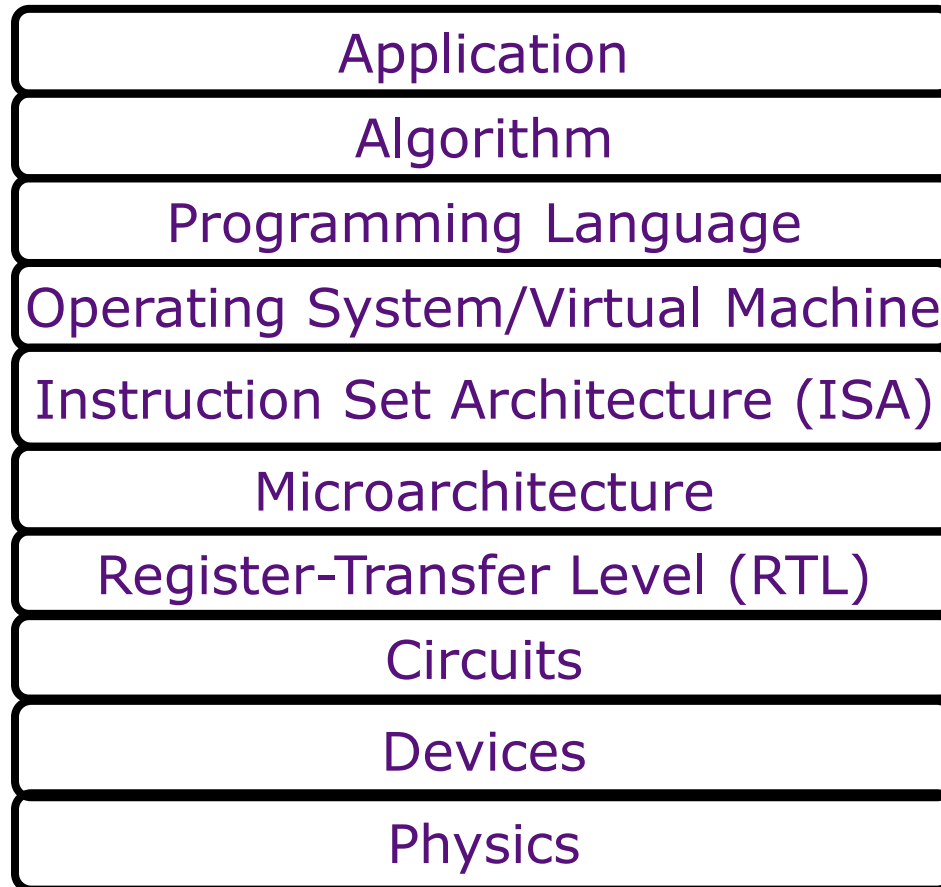 Application
Algorithm
Programming Language
Operating System/Virtual Machine
Instruction Set Architecture (ISA)
Microarchitecture
Register-Transfer Level (RTL)
Circuits
Devices
Physics